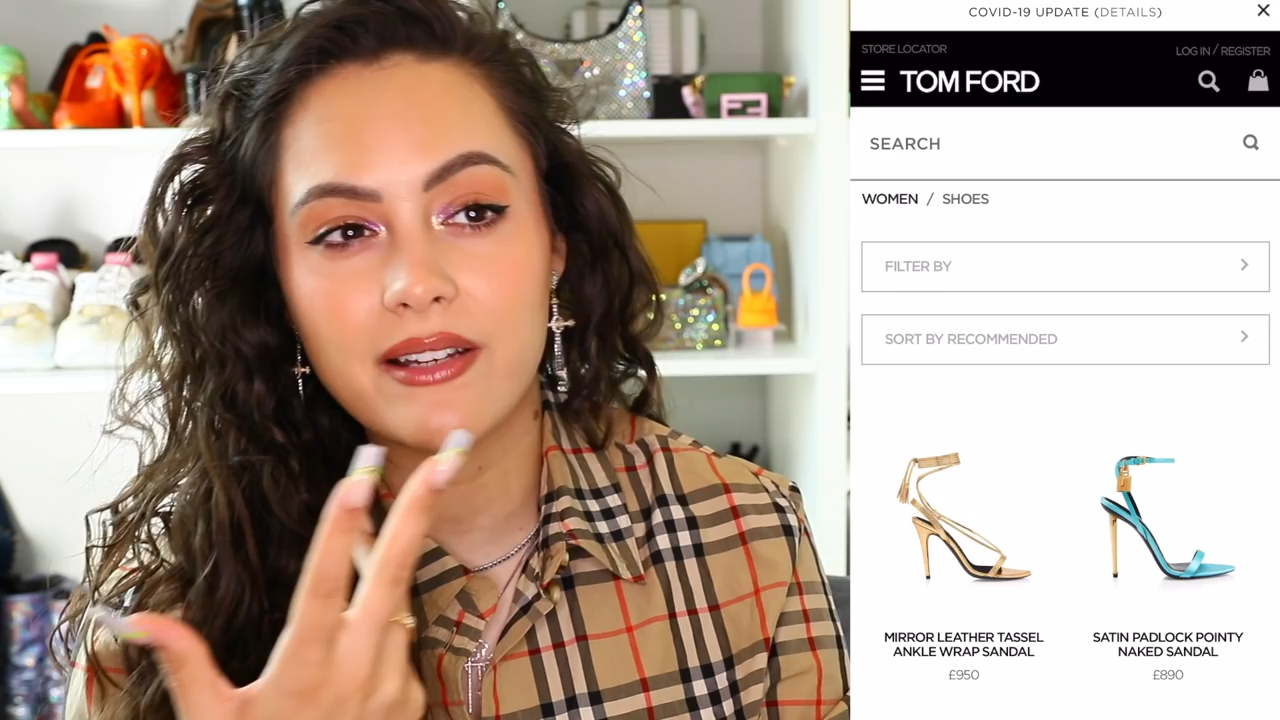 COVID-19 UPDATE (DETAILS)
STORE LOCATOR
LOG IN / REGISTER
TOM FORD
SEARCH
WOMEN / SHOES
FILTER BY
SORT BY RECOMMENDED
MIRROR LEATHER TASSEL
ANKLE WRAP SANDAL
£950
SATIN PADLOCK POINTY
NAKED SANDAL
£890